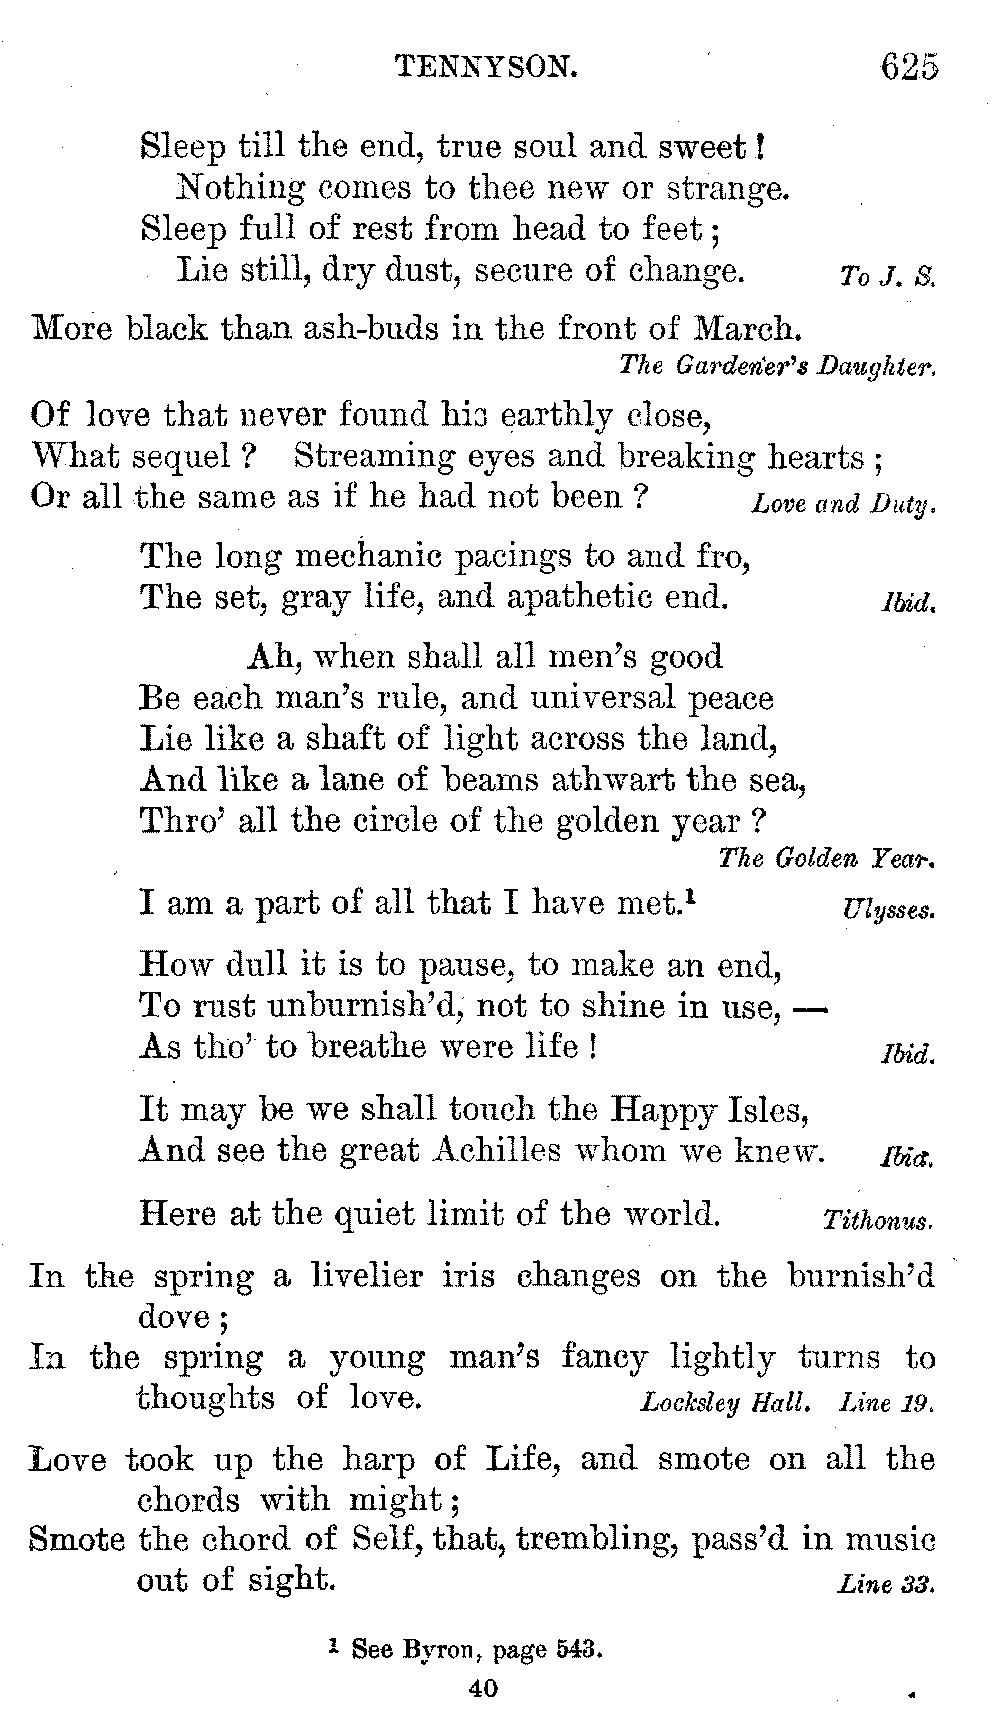 TENNYSON. 625
Sleep till the end, true soul and sweet!
Nothing comes to thee new or strange.
Sleep full of rest from head to feet;
Lie still, dry dust, secure of change. To J. S.
More black than ash-buds in the front of March.
The Gardener's Daughter.
Of love that never found his earthly close,
What sequel? Streaming eyes and breaking hearts;
Or all the same as if he had not been? Love and Duty.
The long mechanic pacings to and fro,
The set, gray life, and apathetic end. Ibid.
Ah, when shall all men's good
Be each man's rule, and universal peace
Lie like a shaft of light across the land,
And like a lane of beams athwart the sea,
Thro' all the circle of the golden year?
The Golden Year.
I am a part of all that I have met.¹ Ulysses.
How dull it is to pause, to make an end,
To rust unburnish'd, not to shine in use, —
As tho' to breathe were life! Ibid.
It may be we shall touch the Happy Isles,
And see the great Achilles whom we knew. Ibid.
Here at the quiet limit of the world. Tithonus.
In the spring a livelier iris changes on the burnish'd
dove;
In the spring a young man's fancy lightly turns to
thoughts of love. Locksley Hall. Line 19.
Love took up the harp of Life, and smote on all the
chords with might;
Smote the chord of Self, that, trembling, pass'd in music
out of sight. Line 33.
¹ See Byron, page 543.
40